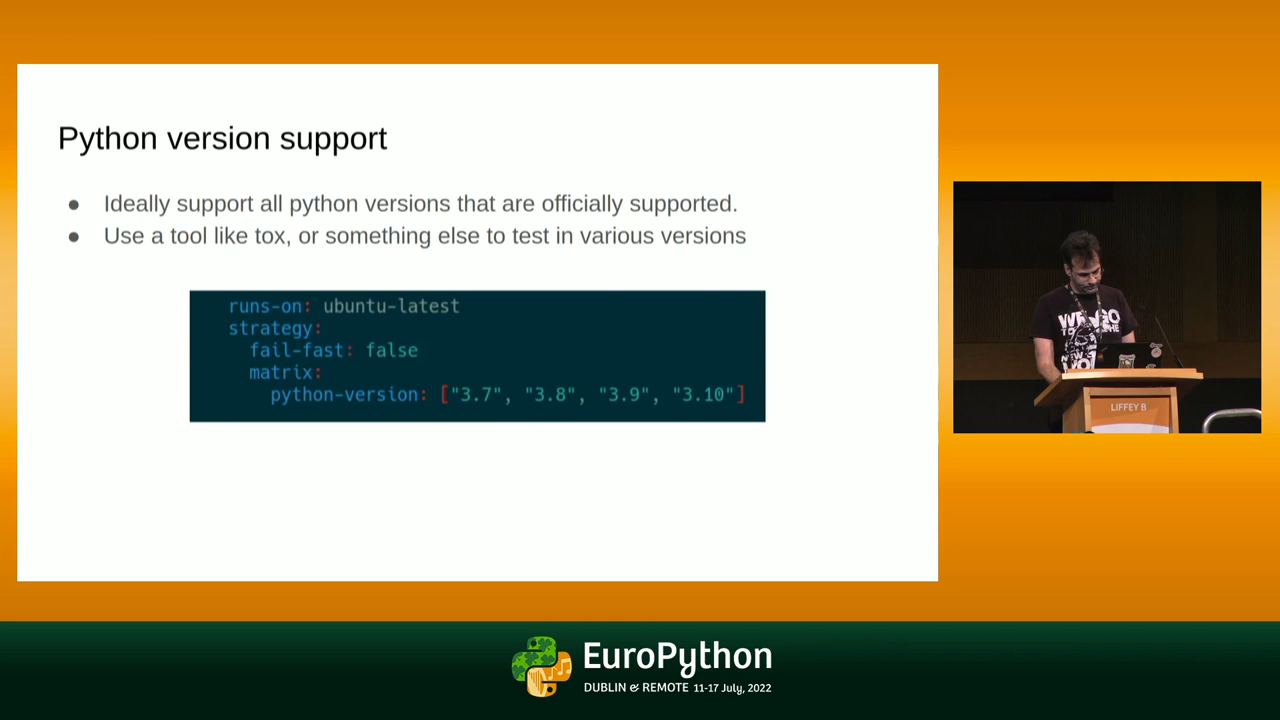 Python version support
● Ideally support all python versions that are officially supported.
● Use a tool like tox, or something else to test in various versions
runs-on: ubuntu-latest
strategy:
fail-fast: false
matrix:
python-version: ["3.7", "3.8", "3.9", "3.10"]
WE GO
LIFFEY B
EuroPython
DUBLIN & REMOTE 11-17 July, 2022